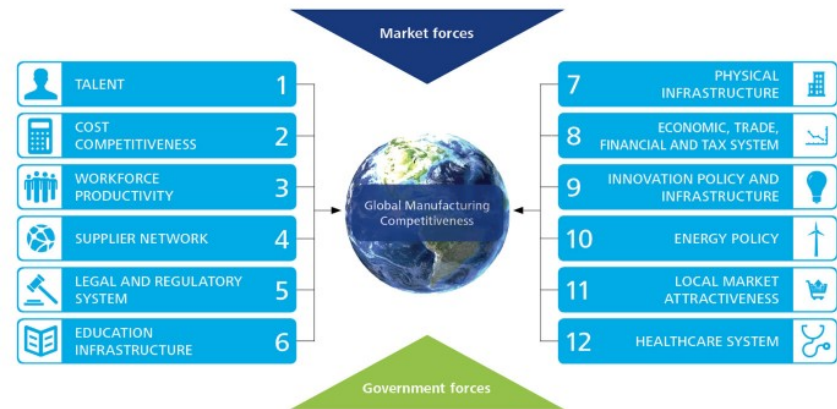 Market forces
TALENT 1
COST
COMPETITIVENESS 2
WORKFORCE
PRODUCTIVITY 3
SUPPLIER NETWORK 4
LEGAL AND REGULATORY
SYSTEM 5
EDUCATION
INFRASTRUCTURE 6
Global Manufacturing
Competitiveness
7 PHYSICAL
INFRASTRUCTURE
8 ECONOMIC, TRADE,
FINANCIAL AND TAX SYSTEM
9 INNOVATION POLICY AND
INFRASTRUCTURE
10 ENERGY POLICY
11 LOCAL MARKET
ATTRACTIVENESS
12 HEALTHCARE SYSTEM
Government forces